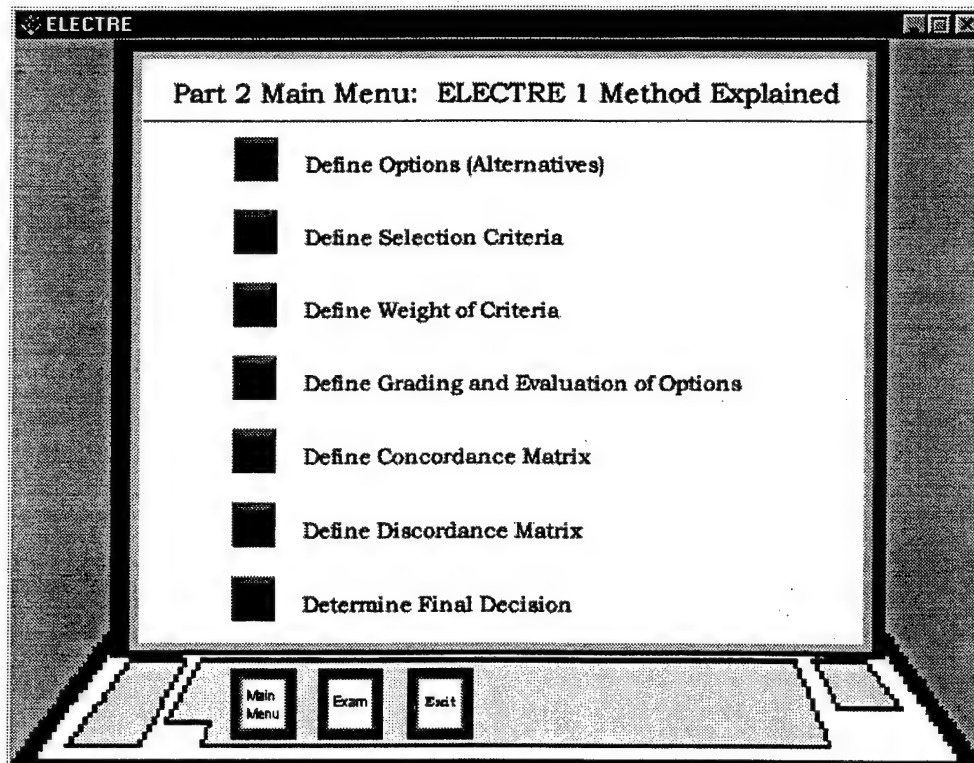 ELECTRE
Part 2 Main Menu: ELECTRE 1 Method Explained
Define Options (Alternatives)
Define Selection Criteria
Define Weight of Criteria
Define Grading and Evaluation of Options
Define Concordance Matrix
Define Discordance Matrix
Determine Final Decision
Main
Menu
Exam
Exit